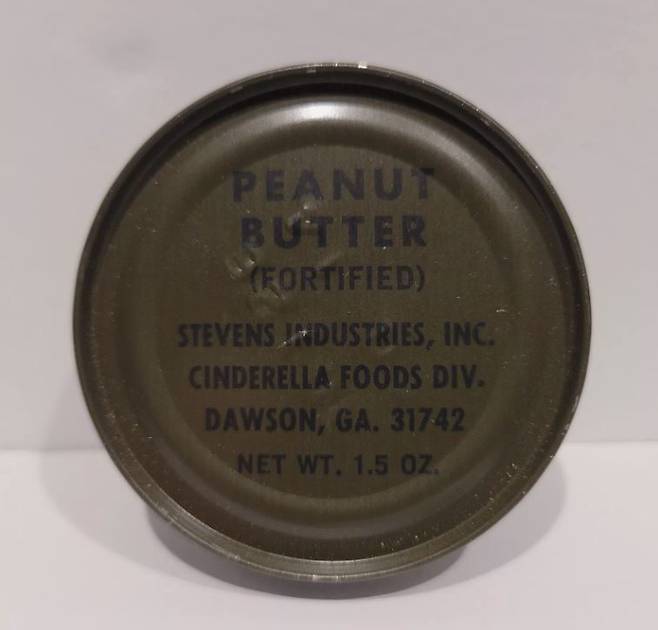 PEANUT
BUTTER
(FORTIFIED)
STEVENS INDUSTRIES, INC.
CINDERELLA FOODS DIV.
DAWSON, GA. 31742
NET WT. 1.5 OZ.